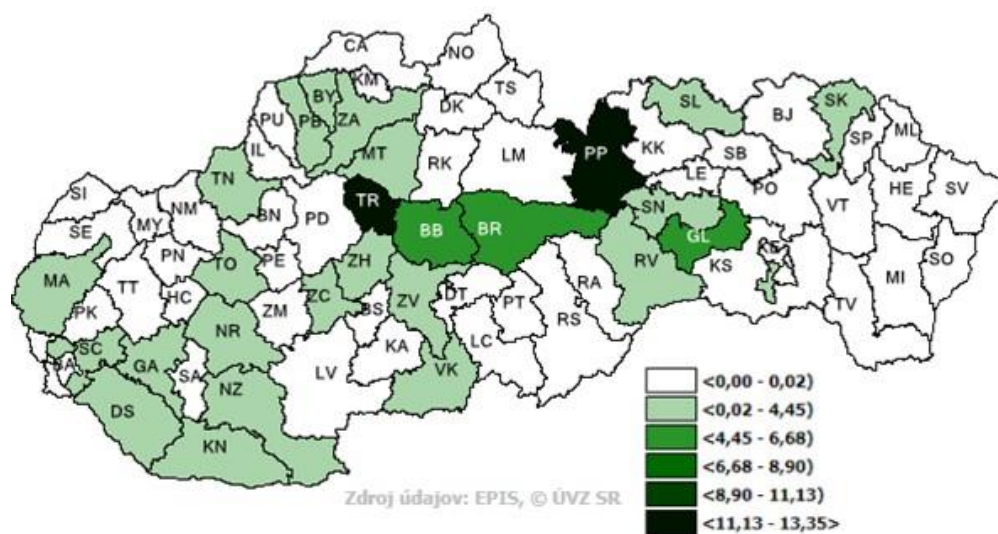 CA
NO
KM
TS
BY
DK
PU
PB
ZA
SL
BJ
SK
ML
SP
IL
MT
RK
LM
PP
KK
SB
LE
PO
HE
SV
TN
SI
NM
BN
PD
TR
SE
MY
BB
BR
SN
GL
VT
PN
TO
PE
ZH
RV
KS
KE
MI
SO
MA
TT
HC
ZC
ZV
DT
RA
PK
ZM
BS
PT
RS
TV
NR
KA
LC
SC
BA
GA
SA
NZ
LV
VK
DS
KN
<0,00 - 0,02)
<0,02 - 4,45)
<4,45 - 6,68)
<6,68 - 8,90)
<8,90 - 11,13)
<11,13 - 13,35>
Zdroj údajov: EPIS, © ÚVZ SR